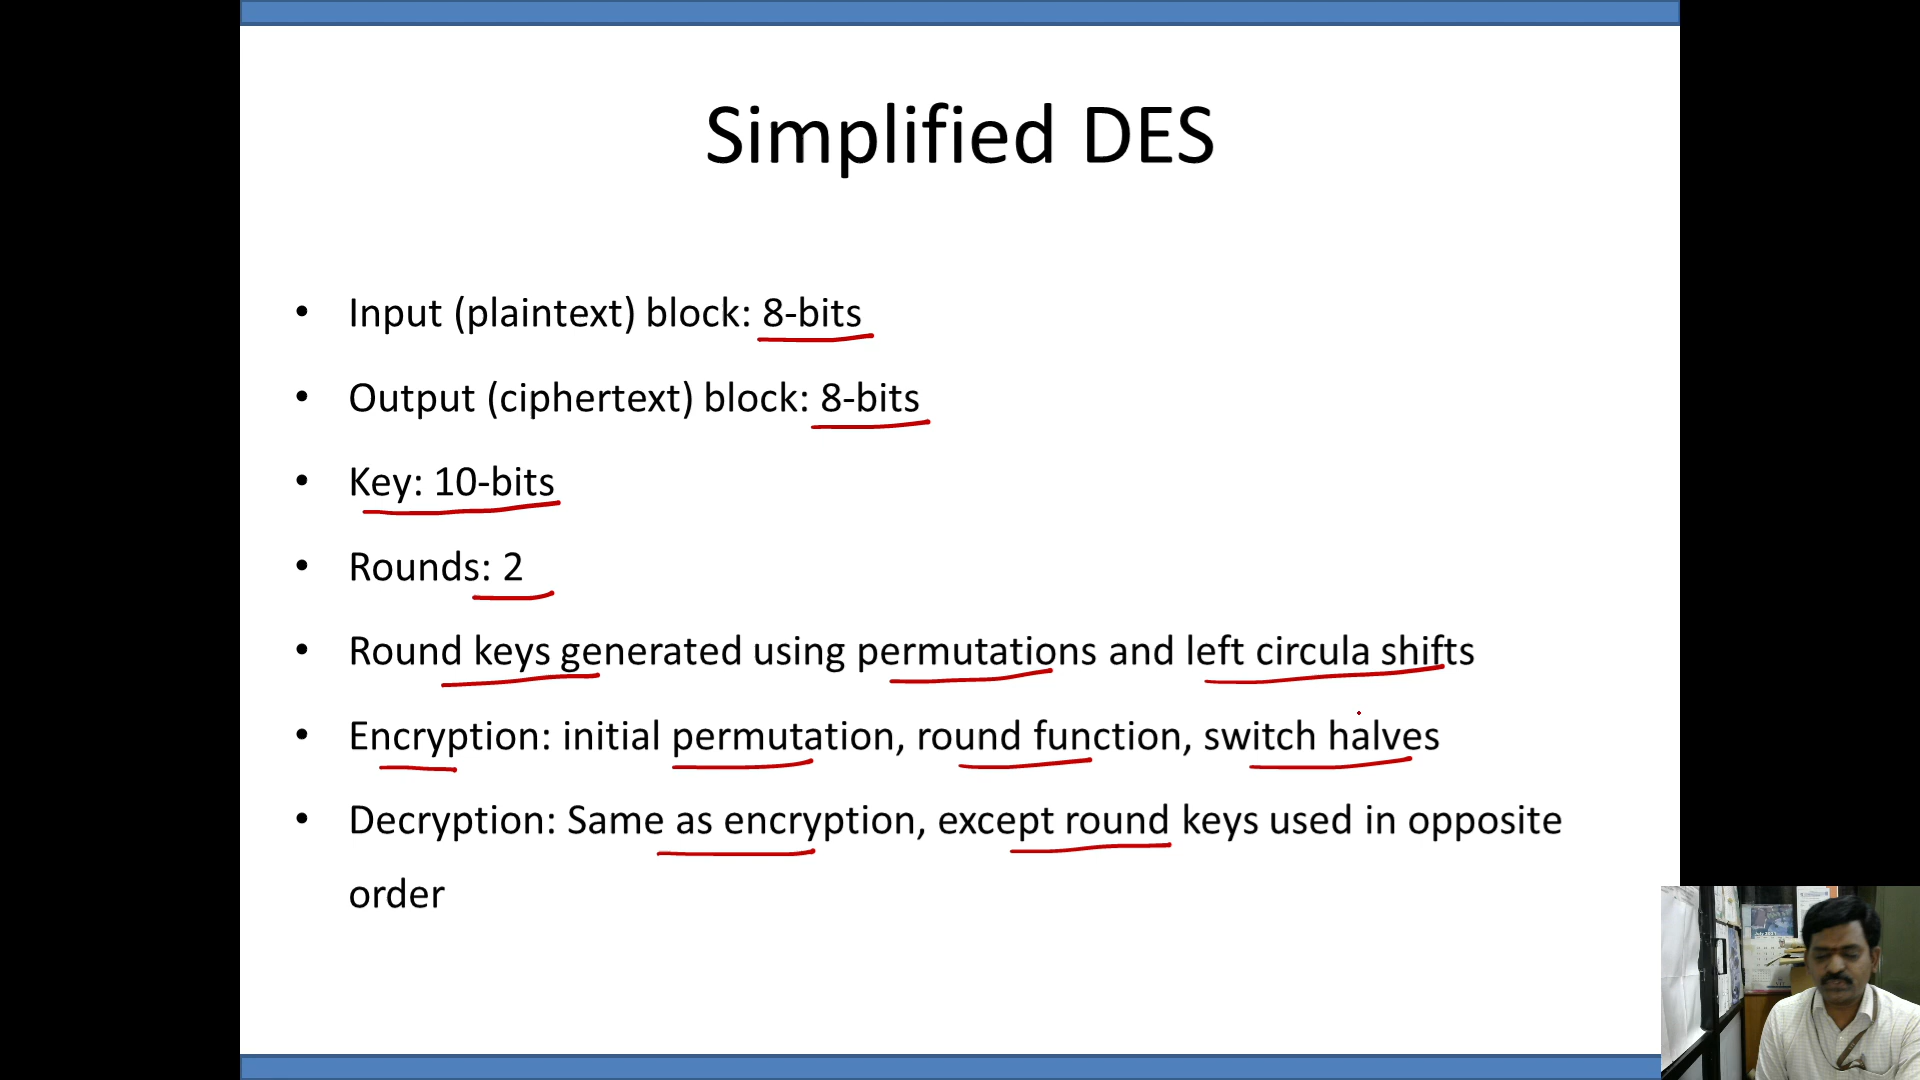 Simplified DES
• Input (plaintext) block: 8-bits
• Output (ciphertext) block: 8-bits
• Key: 10-bits
• Rounds: 2
• Round keys generated using permutations and left circula shifts
• Encryption: initial permutation, round function, switch halves
• Decryption: Same as encryption, except round keys used in opposite
order